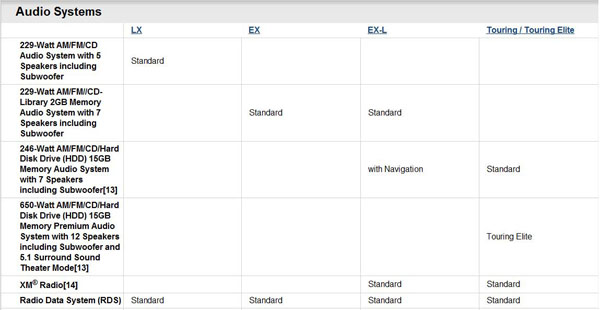 Audio Systems
LX EX EX-L Touring / Touring Elite
229-Watt AM/FM/CD
Audio System with 5
Speakers including
Subwoofer
Standard
229-Watt AM/FM//CD-
Library 2GB Memory
Audio System with 7
Speakers including
Subwoofer
Standard Standard
246-Watt AM/FM/CD/Hard
Disk Drive (HDD) 15GB
Memory Audio System
with 7 Speakers
including Subwoofer[13]
with Navigation Standard
650-Watt AM/FM/CD/Hard
Disk Drive (HDD) 15GB
Memory Premium Audio
System with 12 Speakers
including Subwoofer and
5.1 Surround Sound
Theater Mode[13]
Touring Elite
XM® Radio[14] Standard Standard
Radio Data System (RDS) Standard Standard Standard Standard